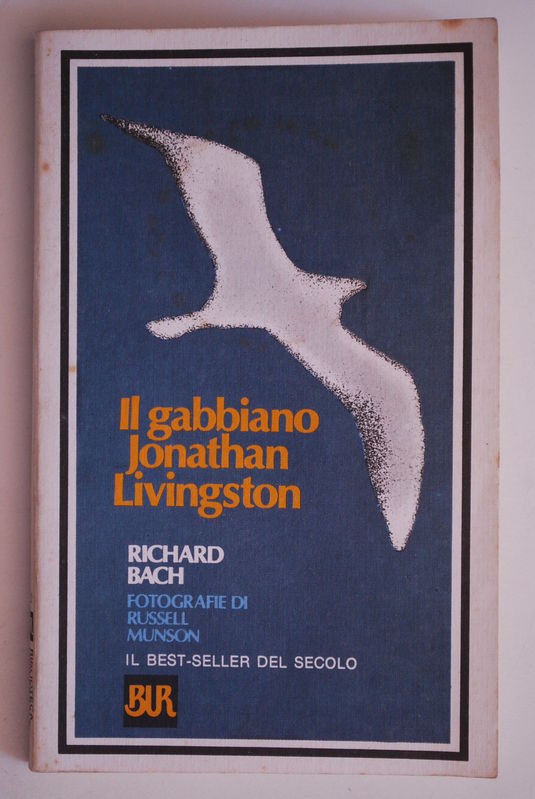 Il gabbiano
Jonathan
Livingston
RICHARD
BACH
FOTOGRAFIE DI
RUSSELL
MUNSON
IL BEST-SELLER DEL SECOLO
BUR